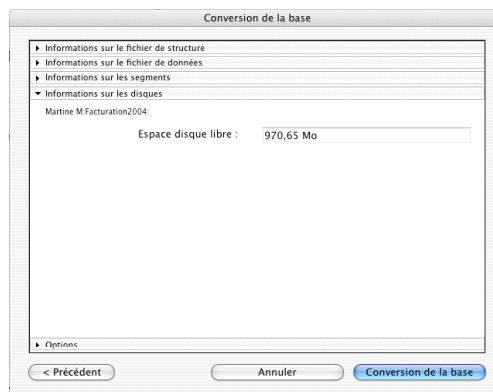 Conversion de la base
Informations sur le fichier de structure
Informations sur le fichier de données
Informations sur les segments
Informations sur les disques
Martine M:Facturation2004:
Espace disque libre : 970,65 Mo
Options
< Précédent Annuler Conversion de la base